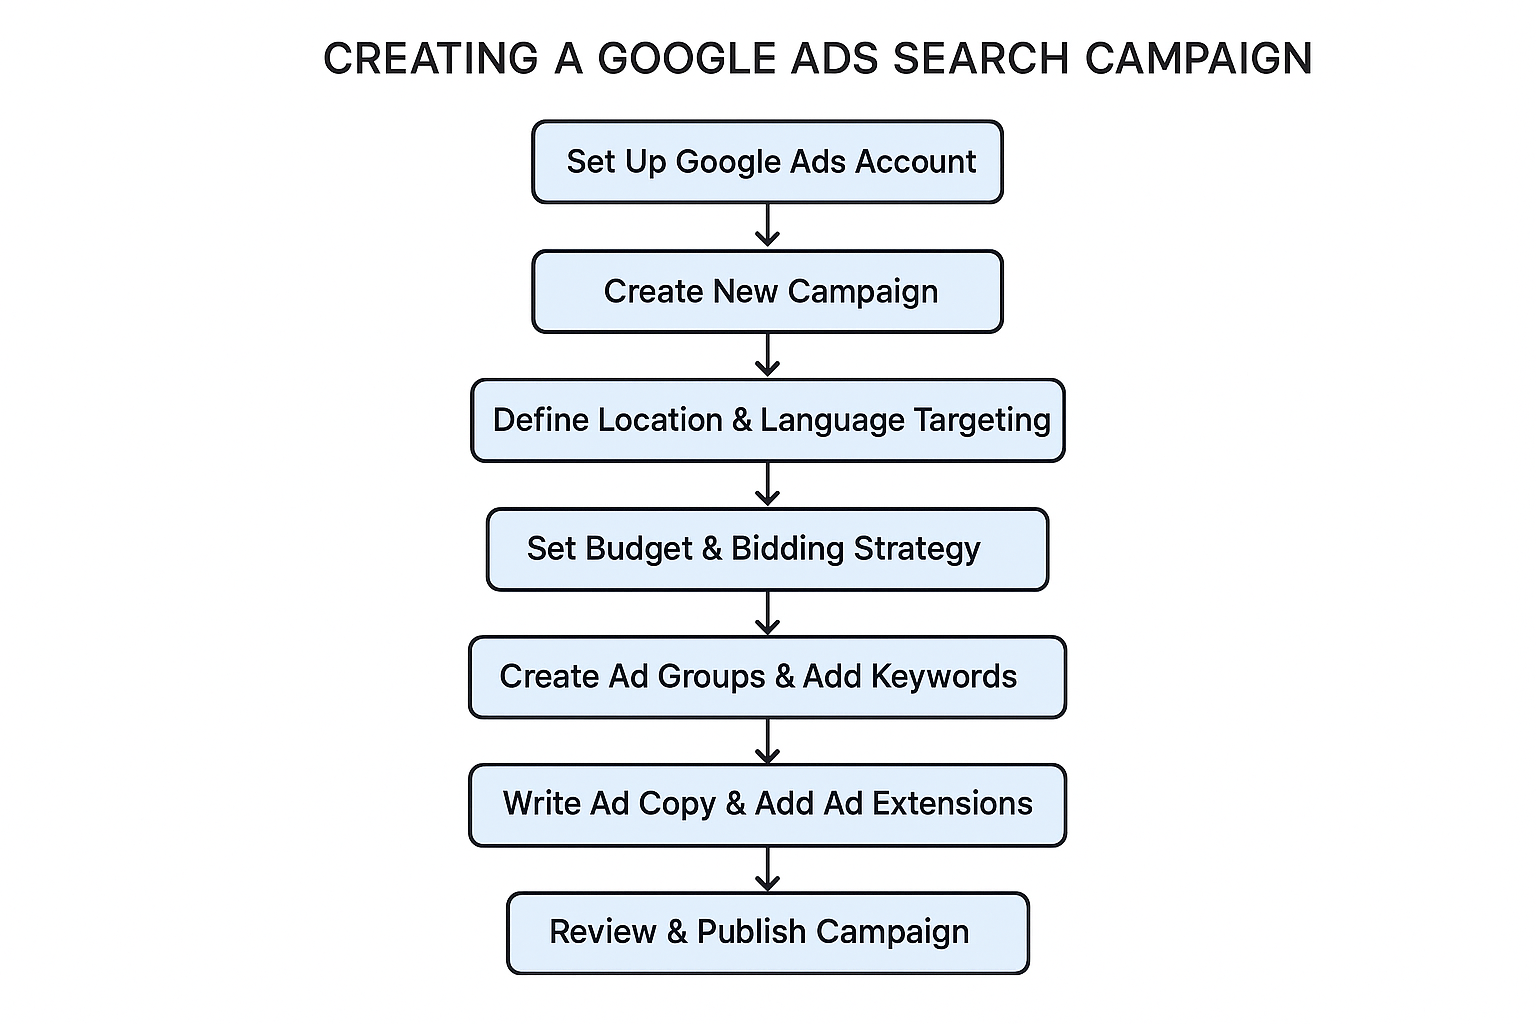 CREATING A GOOGLE ADS SEARCH CAMPAIGN
Set Up Google Ads Account
Create New Campaign
Define Location & Language Targeting
Set Budget & Bidding Strategy
Create Ad Groups & Add Keywords
Write Ad Copy & Add Ad Extensions
Review & Publish Campaign